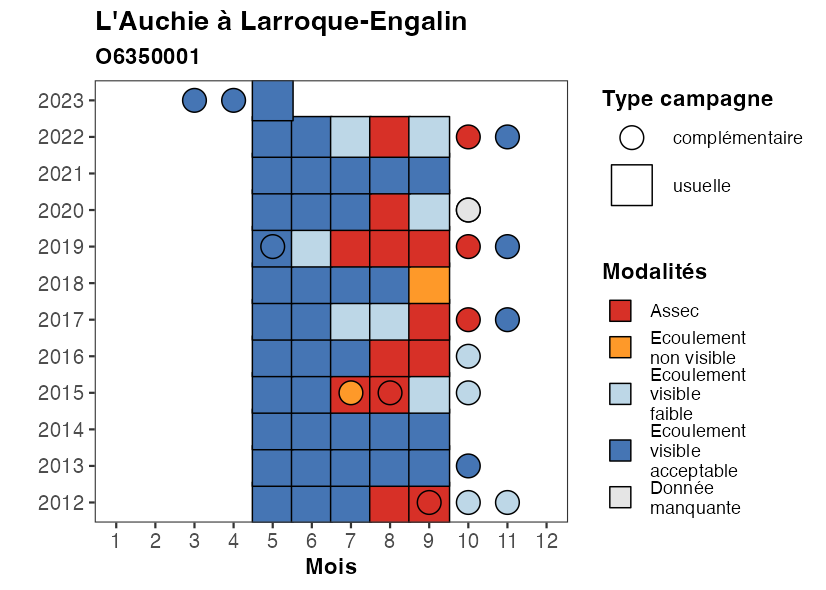 L'Auchie à Larroque-Engalin
O6350001
2023
2022
2021
2020
2019
2018
2017
2016
2015
2014
2013
2012
1 2 3 4 5 6 7 8 9 10 11 12
Mois
Type campagne
complémentaire
usuelle
Modalités
Assec
Ecoulement
non visible
Ecoulement
visible
faible
Ecoulement
visible
acceptable
Donnée
manquante